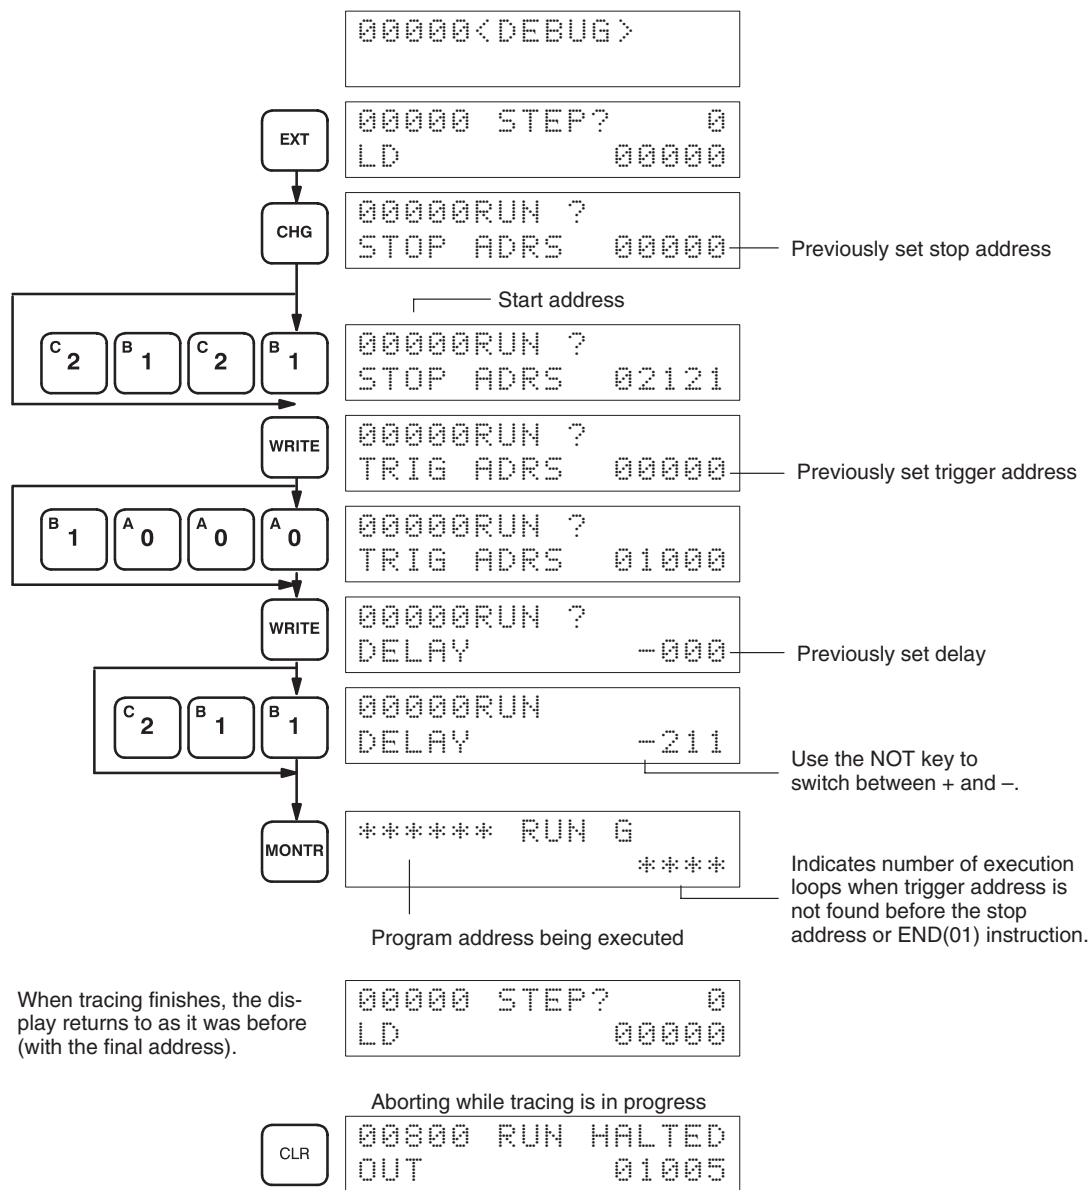 00000<DEBUG>
EXT
00000 STEP? 0
LD 00000
CHG
00000RUN ?
STOP ADRS 00000
Previously set stop address
Start address
C 2 B 1 C 2 B 1
00000RUN ?
STOP ADRS 02121
WRITE
00000RUN ?
TRIG ADRS 00000
Previously set trigger address
B 1 A 0 A 0 A 0
00000RUN ?
TRIG ADRS 01000
WRITE
00000RUN ?
DELAY -000
Previously set delay
C 2 B 1 B 1
00000RUN
DELAY -211
Use the NOT key to
switch between + and –.
MONTR
****** RUN G
****
Indicates number of execution
loops when trigger address is
not found before the stop
address or END(01) instruction.
Program address being executed
When tracing finishes, the dis-
play returns to as it was before
(with the final address).
00000 STEP? 0
LD 00000
Aborting while tracing is in progress
CLR
00800 RUN HALTED
OUT 01005